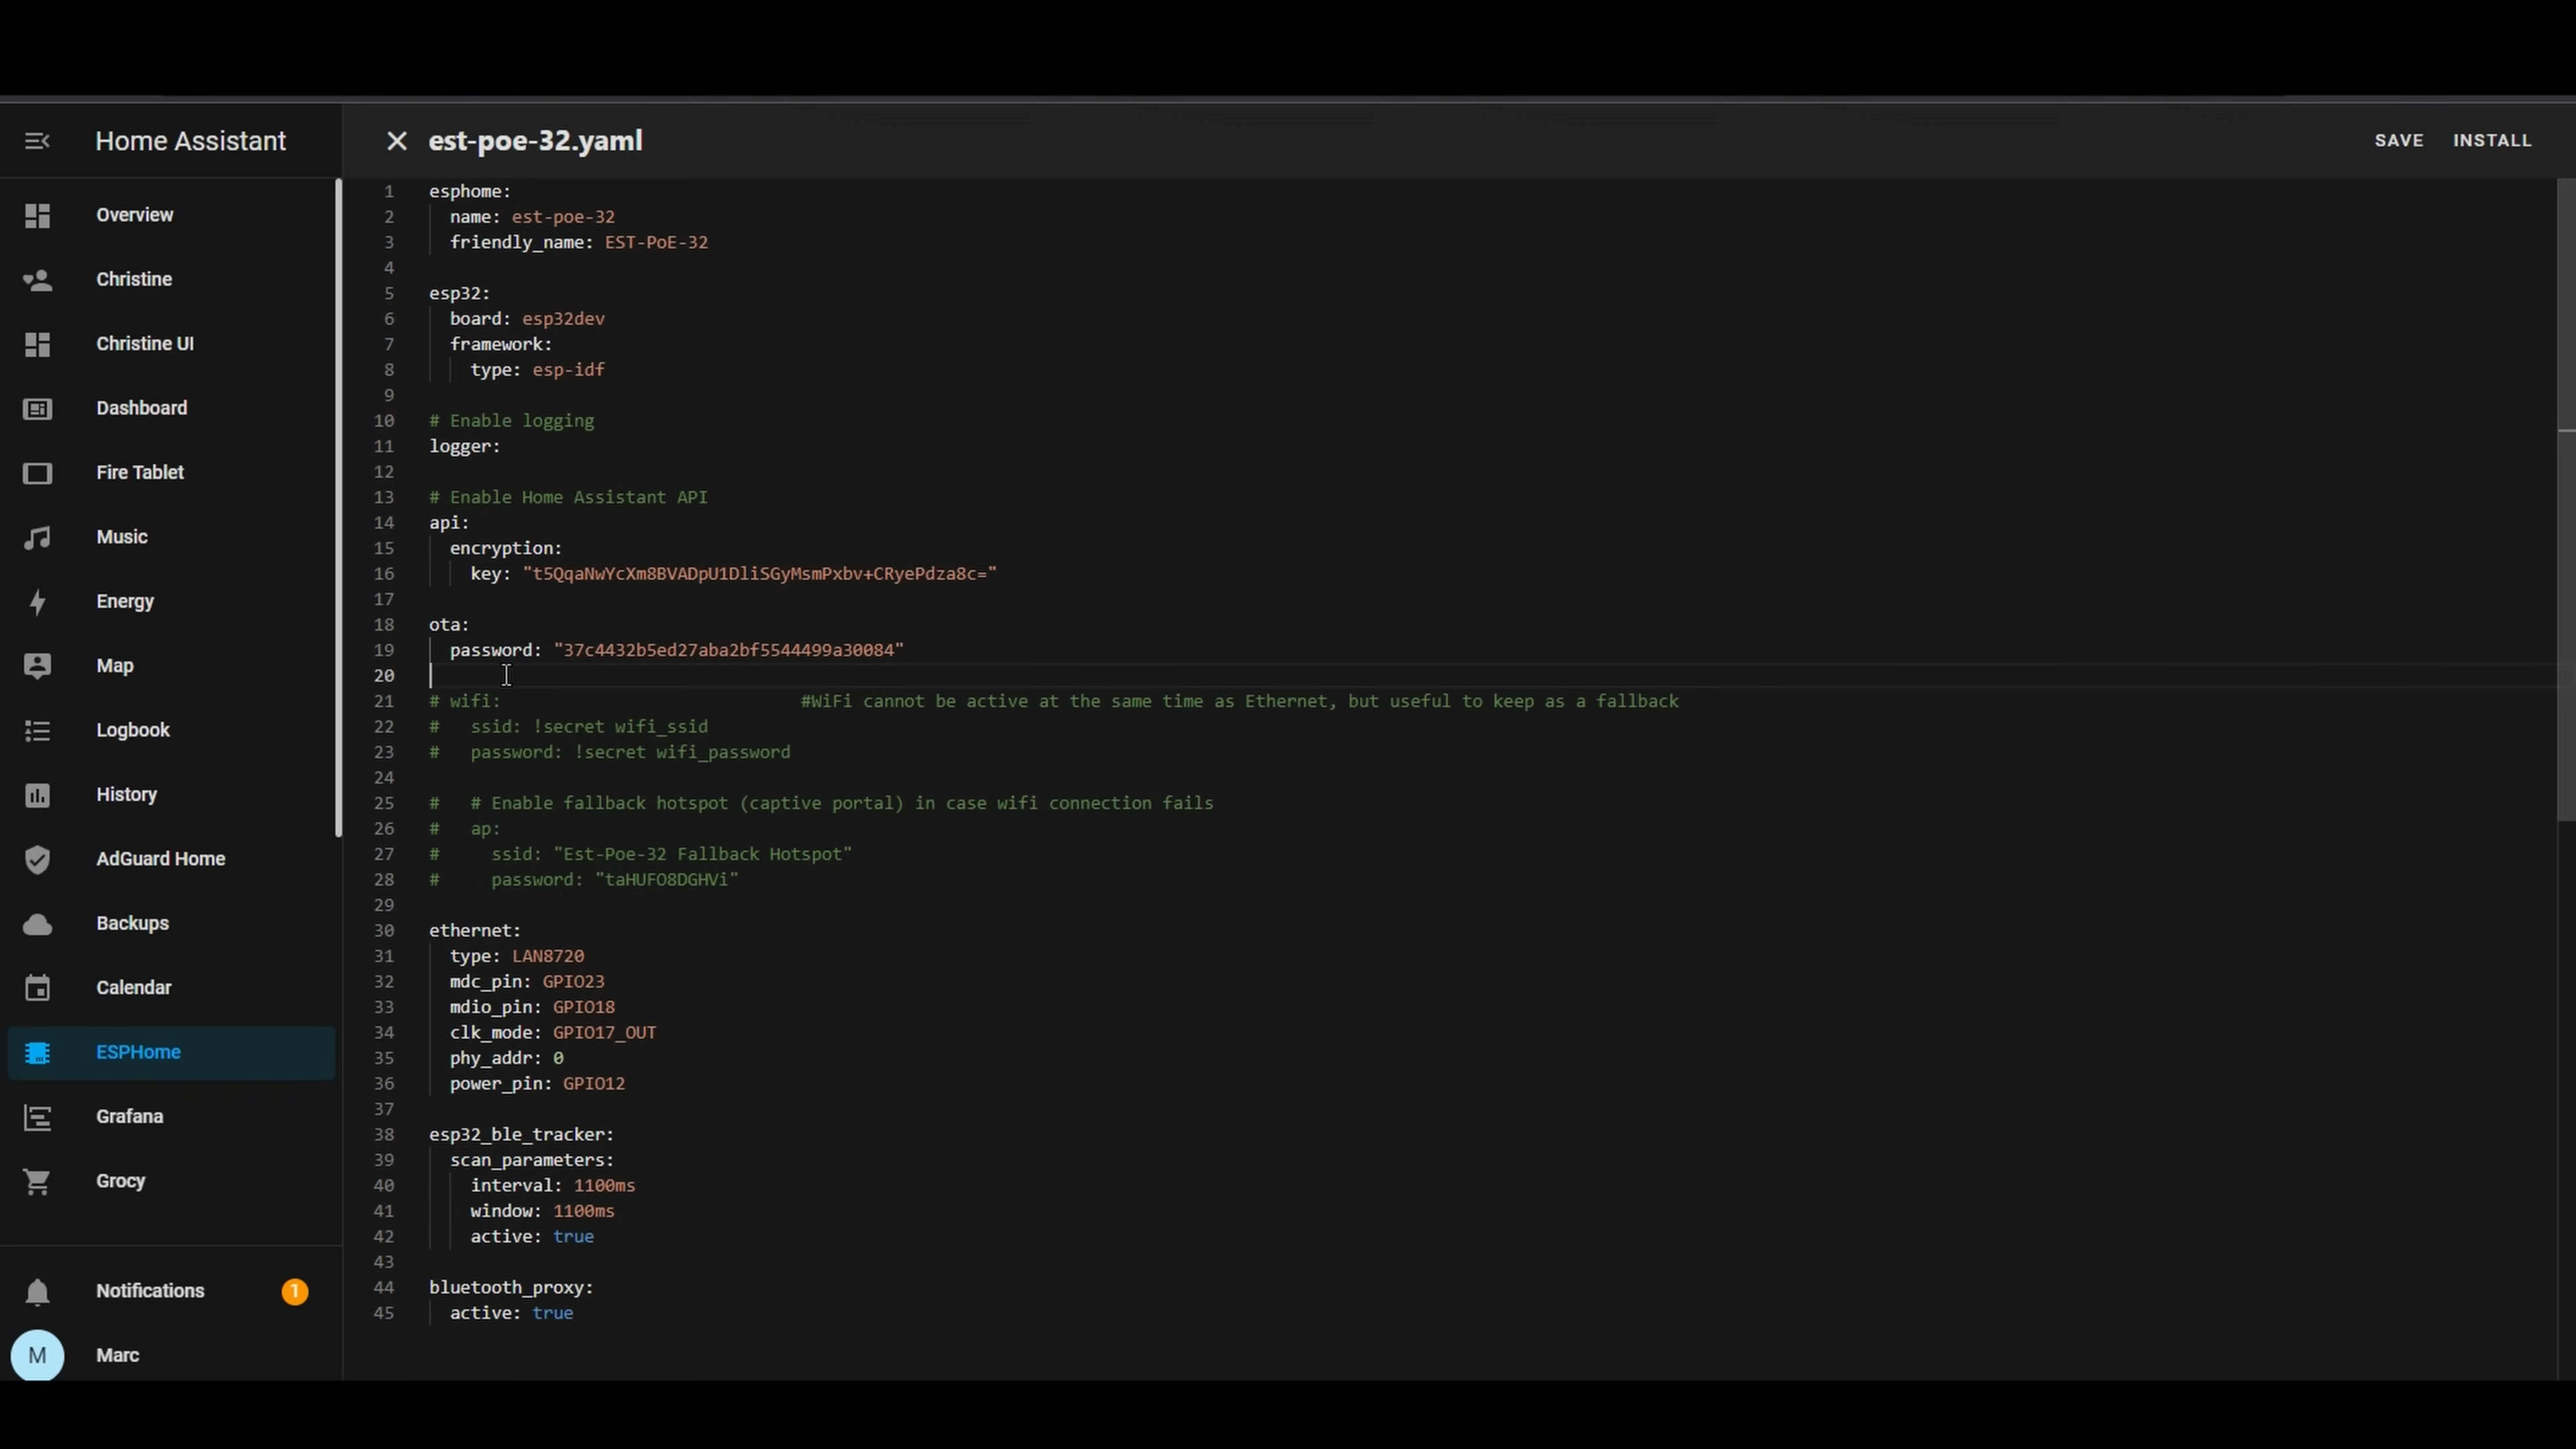 Home Assistant
Overview
Christine
Christine UI
Dashboard
Fire Tablet
Music
Energy
Map
Logbook
History
AdGuard Home
Backups
Calendar
ESPHome
Grafana
Grocy
Notifications 1
M Marc
est-poe-32.yaml
SAVE INSTALL
1 esphome:
2   name: est-poe-32
3   friendly_name: EST-PoE-32
4
5 esp32:
6   board: esp32dev
7   framework:
8     type: esp-idf
9
10 # Enable logging
11 logger:
12
13 # Enable Home Assistant API
14 api:
15   encryption:
16     key: "t5QqaNwYcXm8BVADpU1DliSGyMsmPxbv+CRyePdza8c="
17
18 ota:
19   password: "37c4432b5ed27aba2bf5544499a30084"
20
21 # wifi:                             #WiFi cannot be active at the same time as Ethernet, but useful to keep as a fallback
22 #   ssid: !secret wifi_ssid
23 #   password: !secret wifi_password
24
25 #   # Enable fallback hotspot (captive portal) in case wifi connection fails
26 #   ap:
27 #     ssid: "Est-Poe-32 Fallback Hotspot"
28 #     password: "taHUFO8DGHVi"
29
30 ethernet:
31   type: LAN8720
32   mdc_pin: GPIO23
33   mdio_pin: GPIO18
34   clk_mode: GPIO17_OUT
35   phy_addr: 0
36   power_pin: GPIO12
37
38 esp32_ble_tracker:
39   scan_parameters:
40     interval: 1100ms
41     window: 1100ms
42     active: true
43
44 bluetooth_proxy:
45   active: true